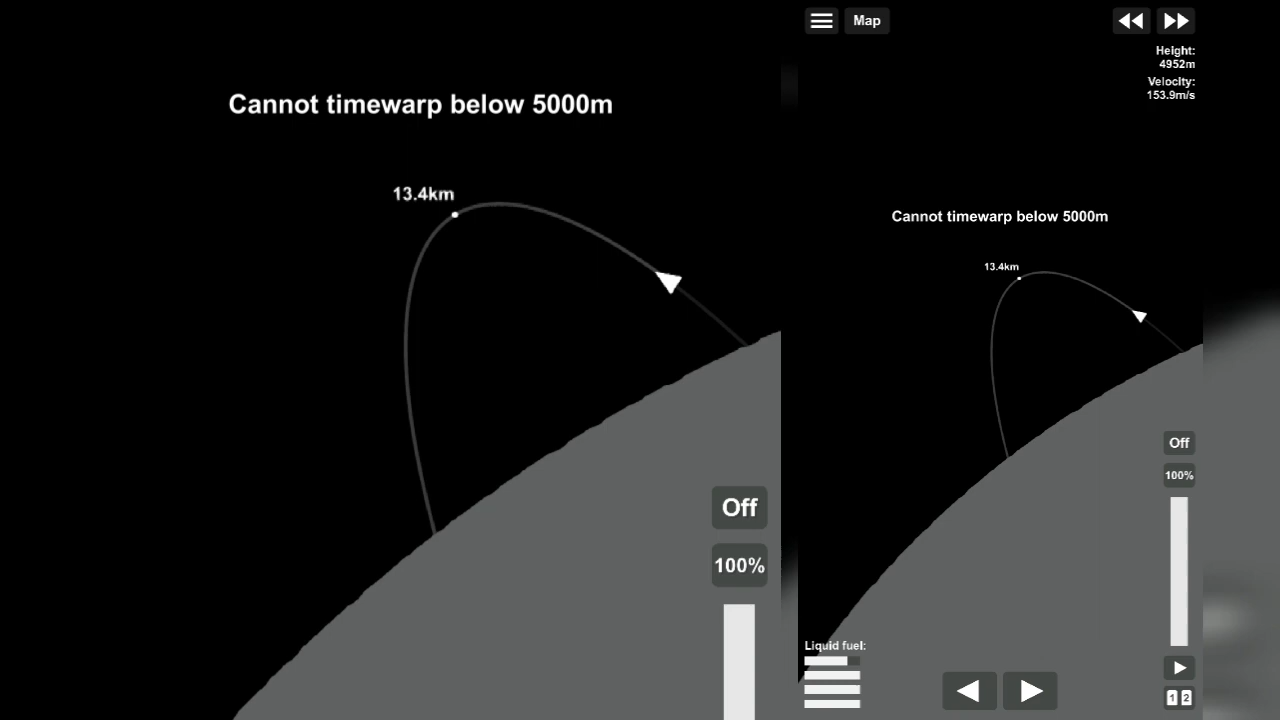 Cannot timewarp below 5000m
13.4km
Off
100%
Map
Height:
4952m
Velocity:
153.9m/s
Cannot timewarp below 5000m
13.4km
Off
100%
Liquid fuel:
1 2